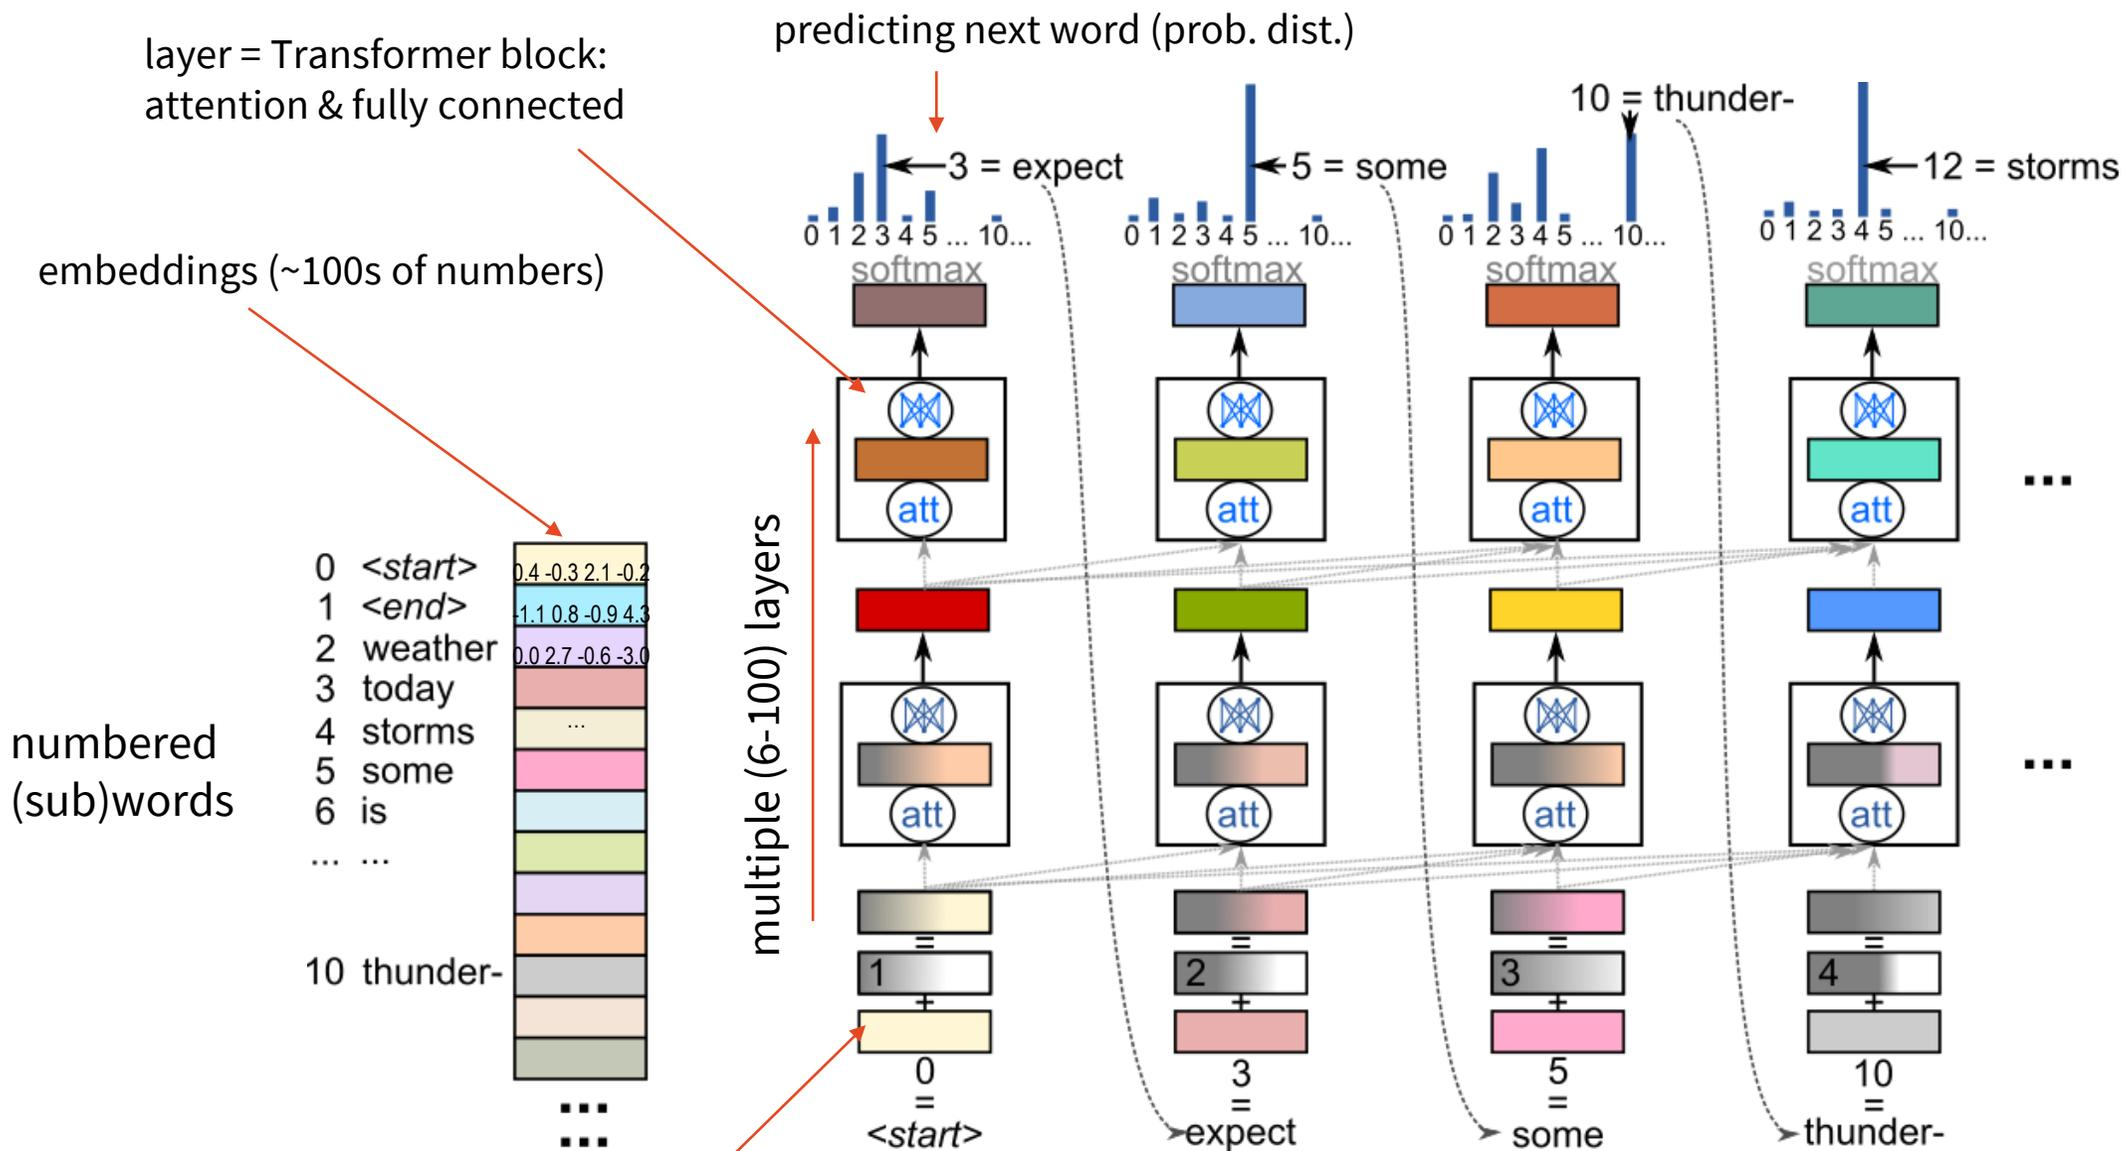 predicting next word (prob. dist.)
layer = Transformer block:
attention & fully connected
embeddings (~100s of numbers)
3 = expect
5 = some
10 = thunder-
12 = storms
0 1 2 3 4 5 ... 10...
0 1 2 3 4 5 ... 10...
0 1 2 3 4 5 ... 10...
0 1 2 3 4 5 ... 10...
softmax
softmax
softmax
softmax
att
att
att
att
...
multiple (6-100) layers
numbered
(sub)words
0 <start> 0.4 -0.3 2.1 -0.2
1 <end> -1.1 0.8 -0.9 4.3
2 weather 0.0 2.7 -0.6 -3.0
3 today
4 storms ...
5 some
6 is
... ...
10 thunder-
...
...
att
att
att
att
...
=
=
=
=
1
2
3
4
+
+
+
+
0
3
5
10
=
=
=
=
<start>
expect
some
thunder-